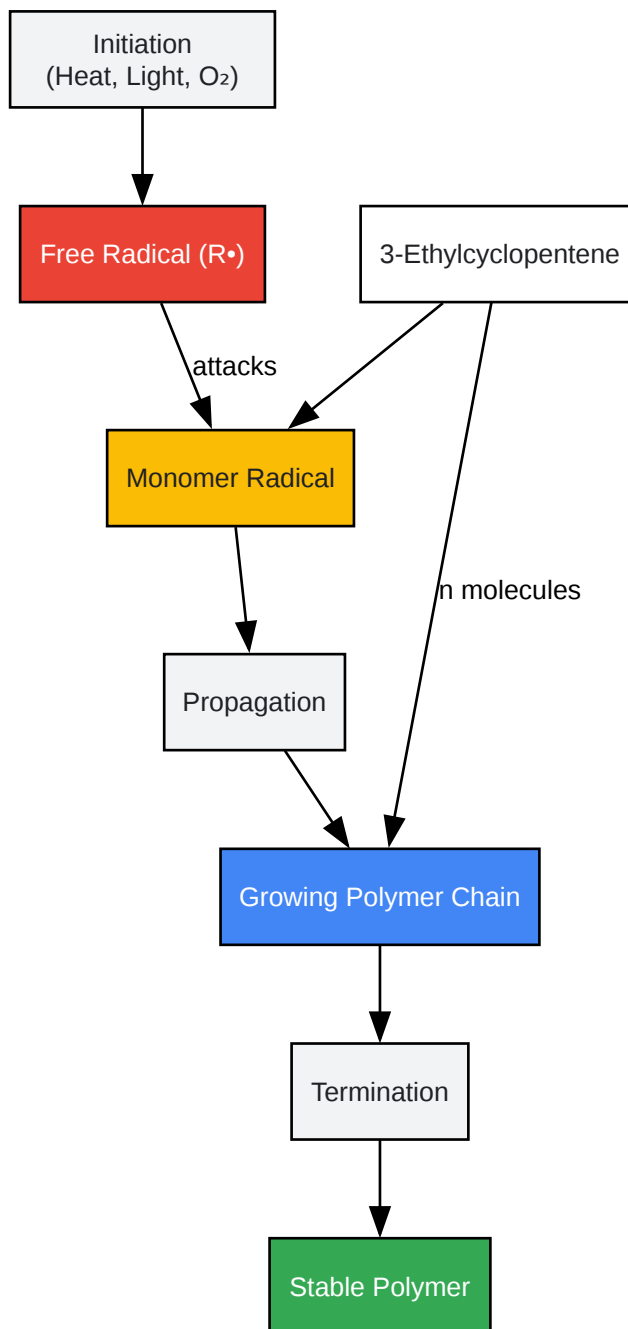 Initiation
(Heat, Light, O₂)
Free Radical (R•)
3-Ethylcyclopentene
attacks
Monomer Radical
n molecules
Propagation
Growing Polymer Chain
Termination
Stable Polymer